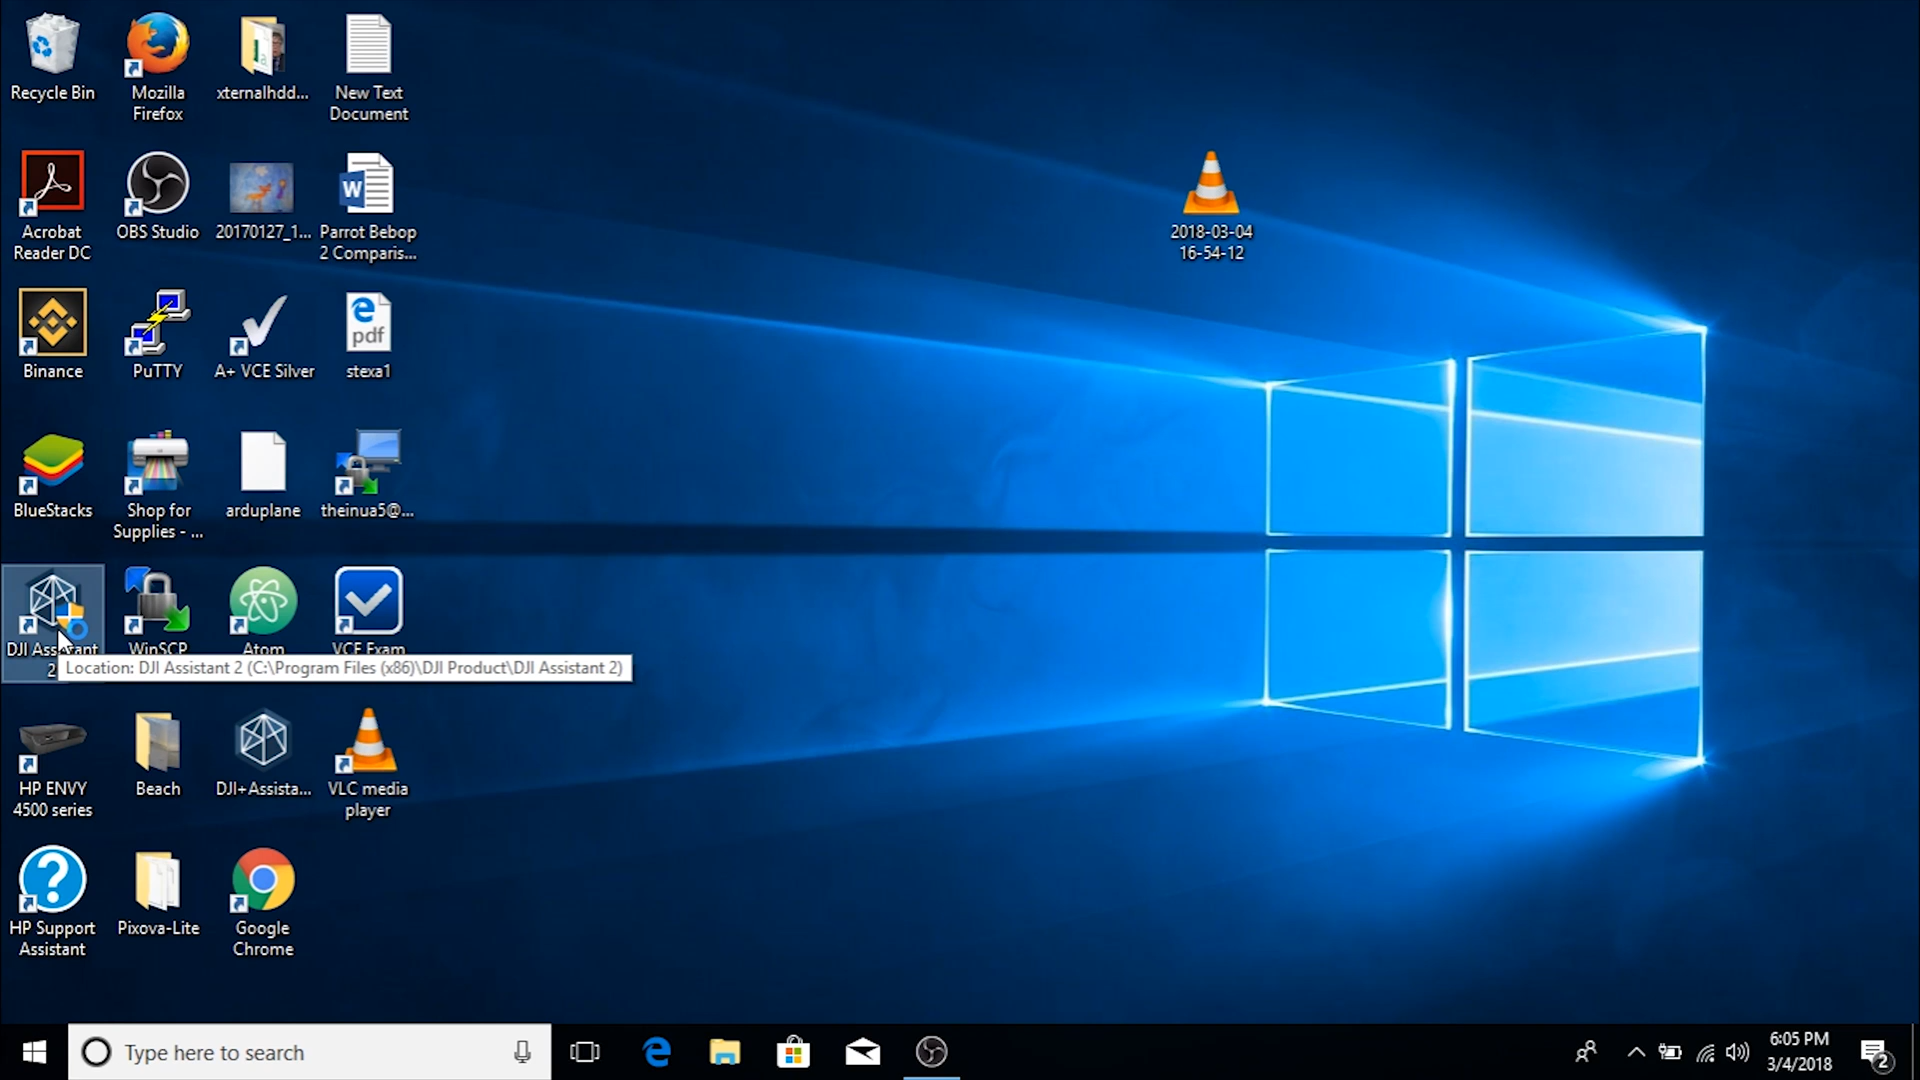 Recycle Bin
Mozilla
Firefox
xternalhdd...
New Text
Document
Acrobat
Reader DC
OBS Studio
20170127_1...
W
Parrot Bebop
2 Comparis...
2018-03-04
16-54-12
Binance
PuTTY
A+ VCE Silver
pdf
stexa1
BlueStacks
Shop for
Supplies - ...
arduplane
theinua5@...
DJI Assistant
2
WinSCP
Atom
VCE Exam
Location: DJI Assistant 2 (C:\Program Files (x86)\DJI Product\DJI Assistant 2)
HP ENVY
4500 series
Beach
DJI+Assista...
VLC media
player
HP Support
Assistant
Pixova-Lite
Google
Chrome
Type here to search
6:05 PM
3/4/2018
2